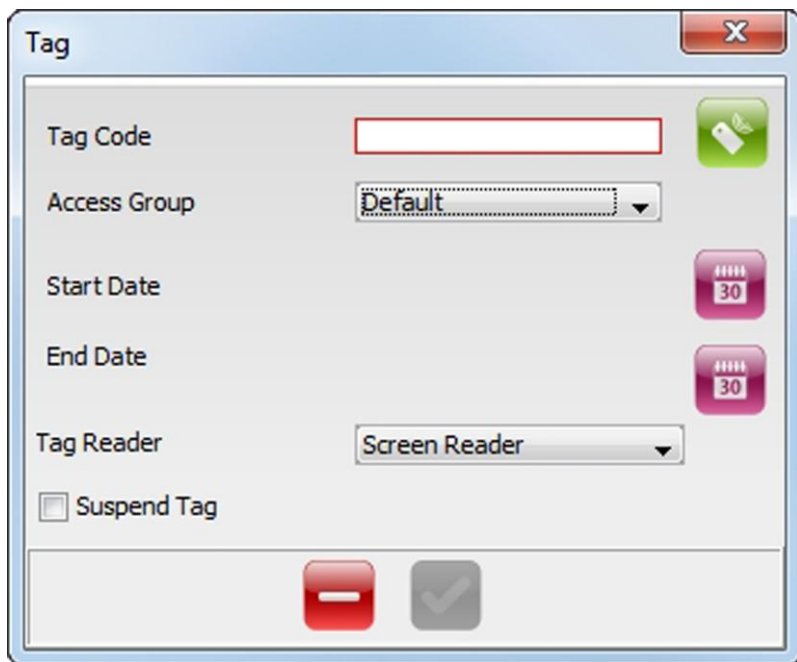 Tag
Tag Code
Access Group Default
Start Date 30
End Date 30
Tag Reader Screen Reader
Suspend Tag